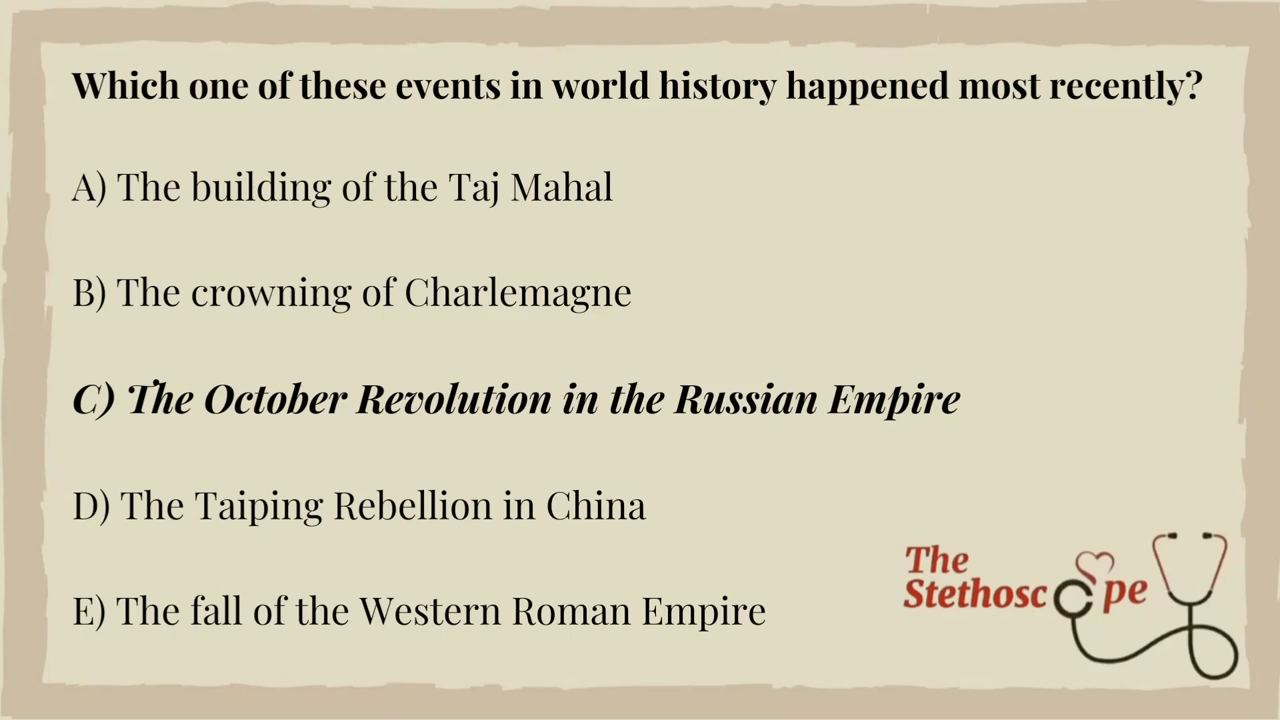 Which one of these events in world history happened most recently?
A) The building of the Taj Mahal
B) The crowning of Charlemagne
C) The October Revolution in the Russian Empire
D) The Taiping Rebellion in China
E) The fall of the Western Roman Empire
The
Stethoscope